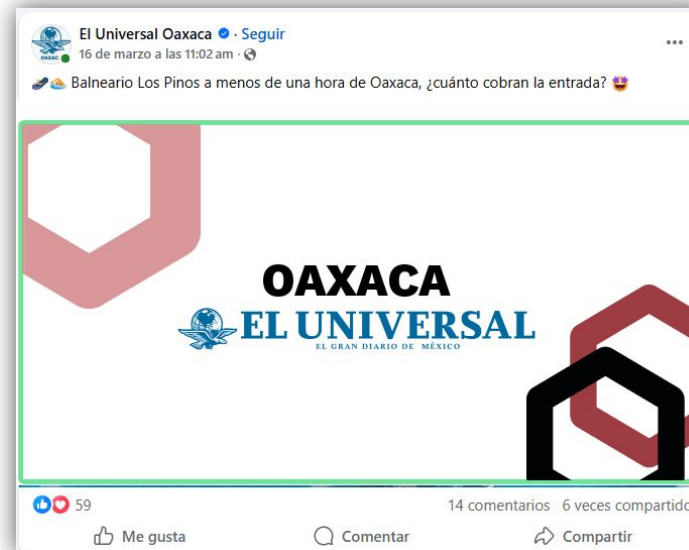 El Universal Oaxaca · Seguir
16 de marzo a las 11:02 am ·
Balneario Los Pinos a menos de una hora de Oaxaca, ¿cuánto cobran la entrada?
OAXACA
EL UNIVERSAL
EL GRAN DIARIO DE MÉXICO
59
14 comentarios 6 veces compartido
Me gusta Comentar Compartir